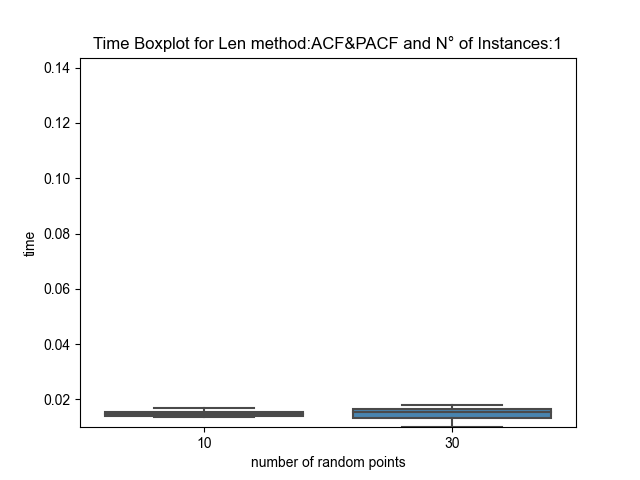 Time Boxplot for Len method:ACF&PACF and N° of Instances:1
0.14
0.12
0.10
0.08
0.06
0.04
0.02
time
10 30
number of random points